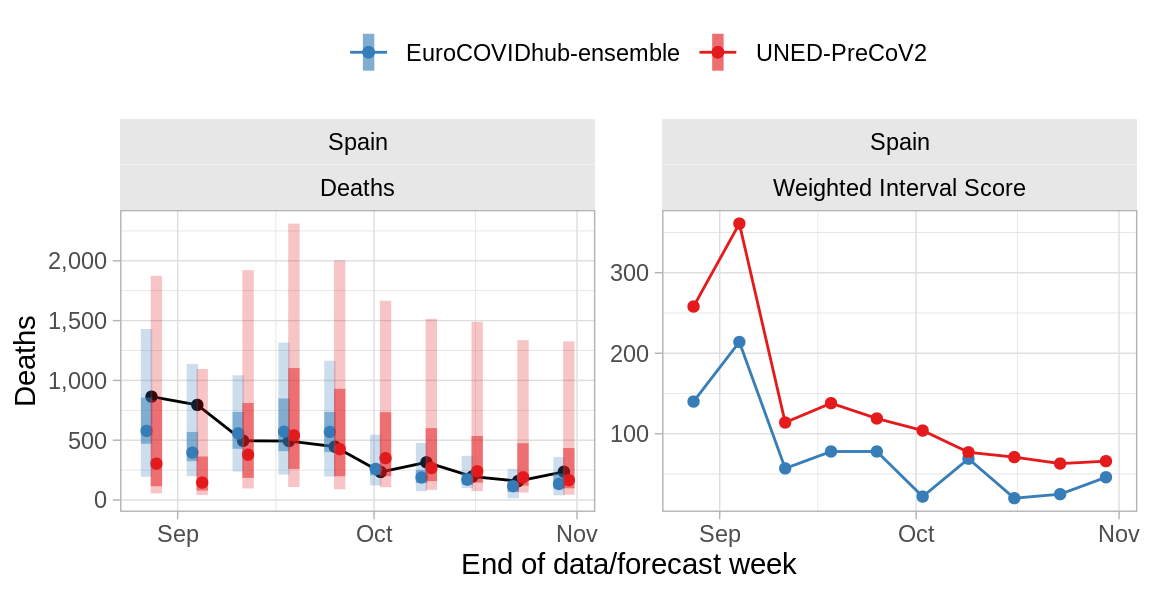 EuroCOVIDhub-ensemble UNED-PreCoV2
Spain
Deaths
Spain
Weighted Interval Score
Deaths
2,000
1,500
1,000
500
0
300
200
100
Sep Oct Nov
Sep Oct Nov
End of data/forecast week